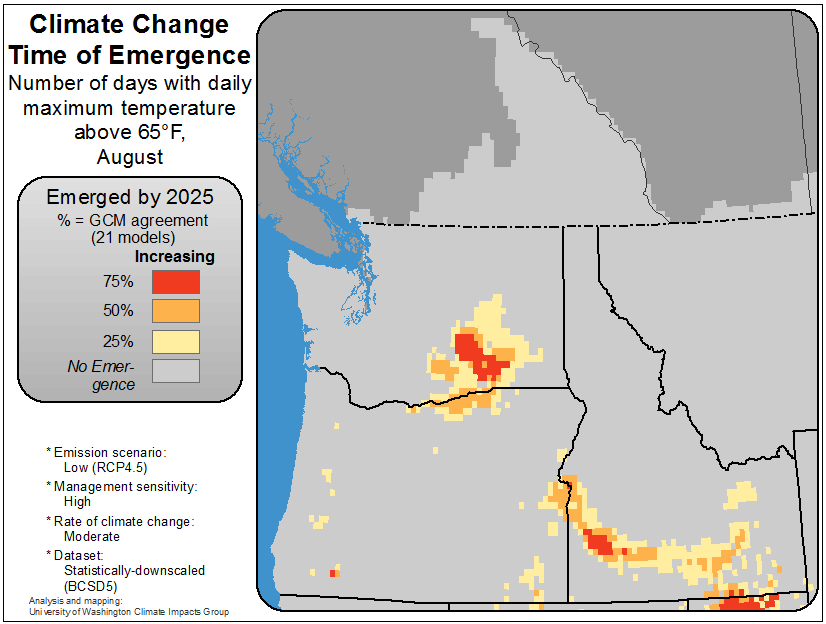 Climate Change
Time of Emergence
Number of days with daily
maximum temperature
above 65°F,
August
Emerged by 2025
% = GCM agreement
(21 models)
Increasing
75%
50%
25%
No Emer-
gence
* Emission scenario:
Low (RCP4.5)
* Management sensitivity:
High
* Rate of climate change:
Moderate
* Dataset:
Statistically-downscaled
(BCSD5)
Analysis and mapping:
University of Washington Climate Impacts Group